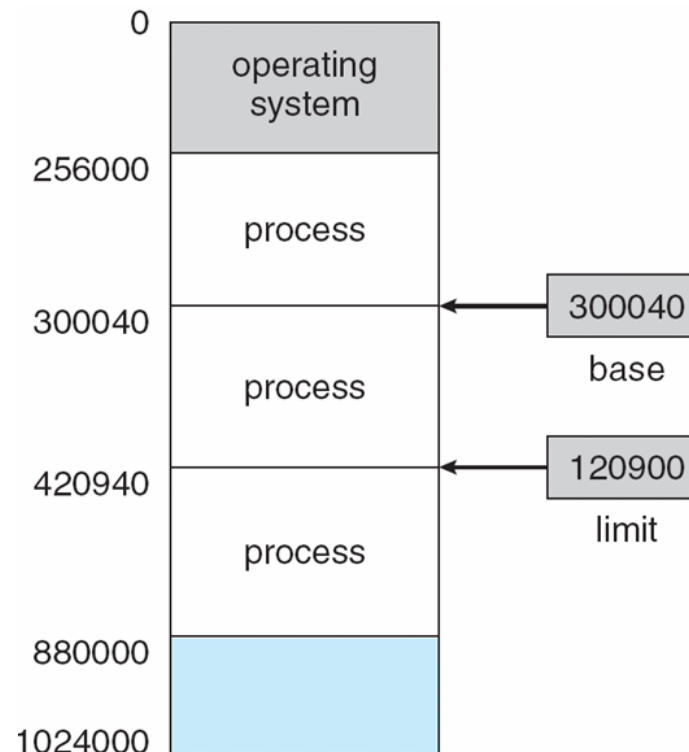 0
operating
system
256000
process
300040
300040
base
process
420940
120900
limit
process
880000
1024000